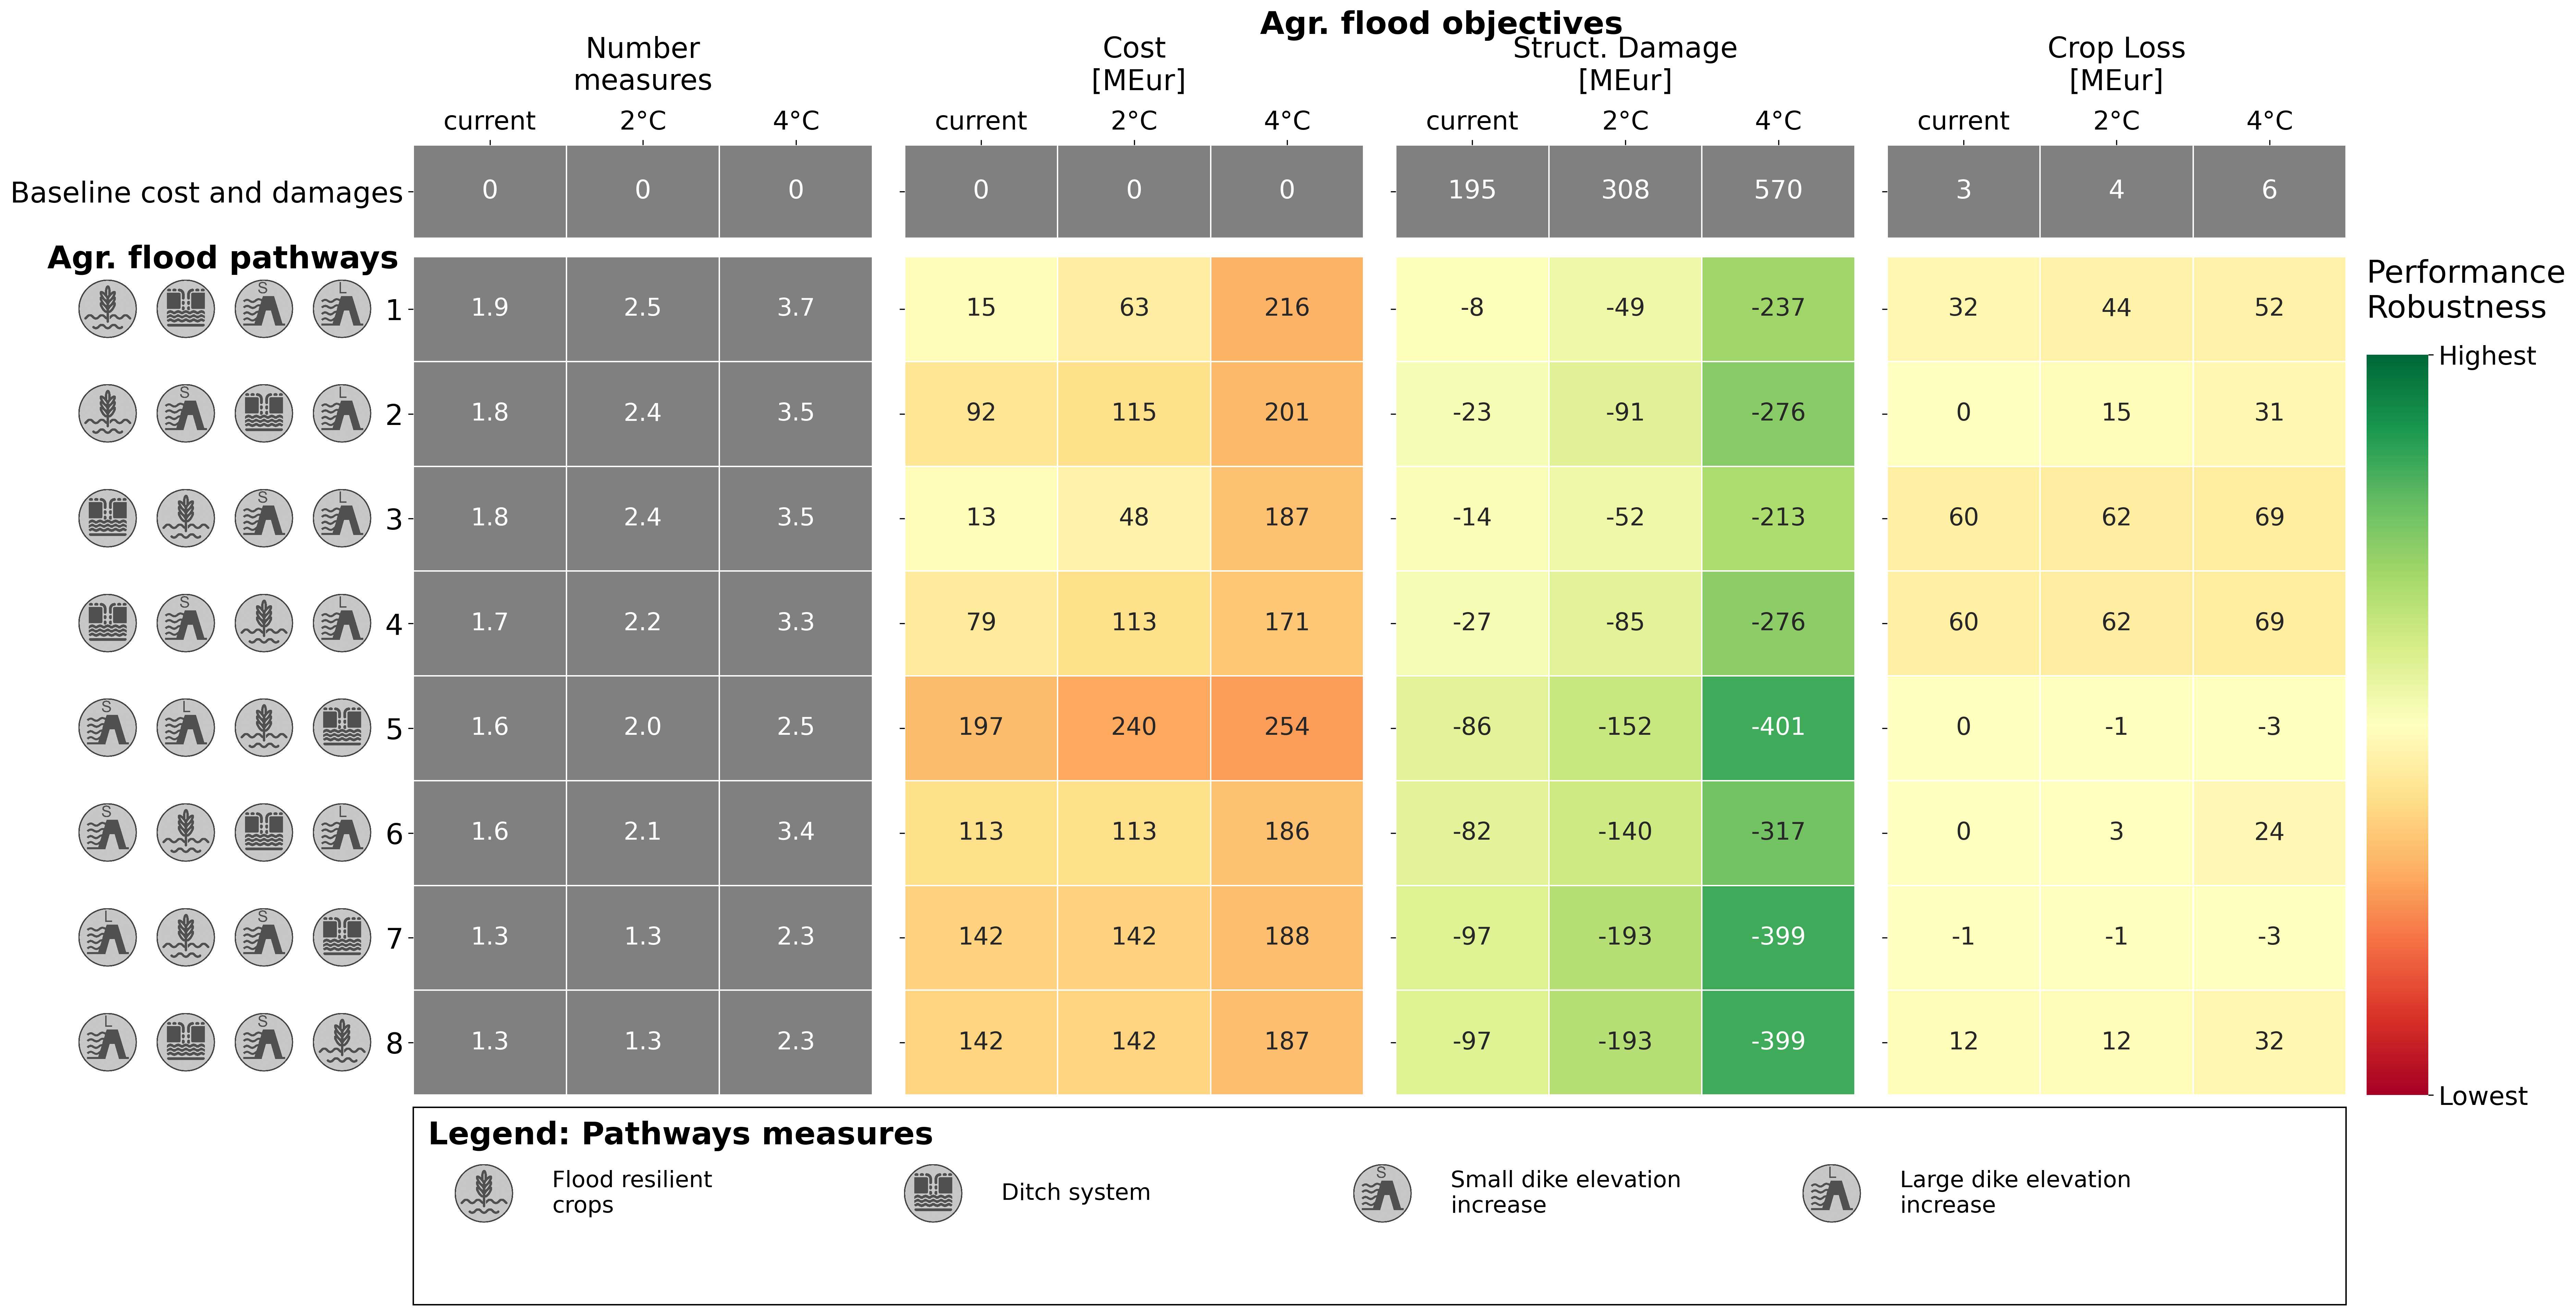 Agr. flood objectives
Number
measures
Cost
[MEur]
Struct. Damage
[MEur]
Crop Loss
[MEur]
current 2°C 4°C current 2°C 4°C current 2°C 4°C current 2°C 4°C
Baseline cost and damages 0 0 0 0 0 0 195 308 570 3 4 6
Agr. flood pathways
S L 1 1.9 2.5 3.7 15 63 216 -8 -49 -237 32 44 52
S L 2 1.8 2.4 3.5 92 115 201 -23 -91 -276 0 15 31
S L 3 1.8 2.4 3.5 13 48 187 -14 -52 -213 60 62 69
S L 4 1.7 2.2 3.3 79 113 171 -27 -85 -276 60 62 69
S L 5 1.6 2.0 2.5 197 240 254 -86 -152 -401 0 -1 -3
S L 6 1.6 2.1 3.4 113 113 186 -82 -140 -317 0 3 24
L S 7 1.3 1.3 2.3 142 142 188 -97 -193 -399 -1 -1 -3
L S 8 1.3 1.3 2.3 142 142 187 -97 -193 -399 12 12 32
Performance
Robustness
Highest
Lowest
Legend: Pathways measures
Flood resilient
crops
Ditch system
S
Small dike elevation
increase
L
Large dike elevation
increase